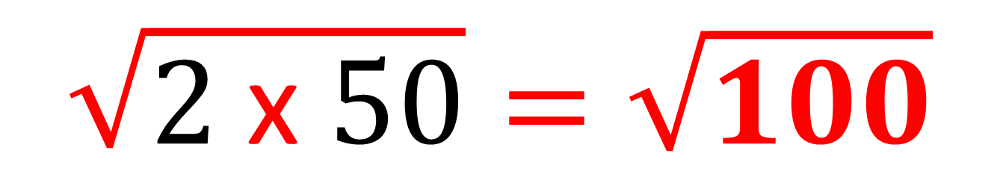 √2 x 50 = √100